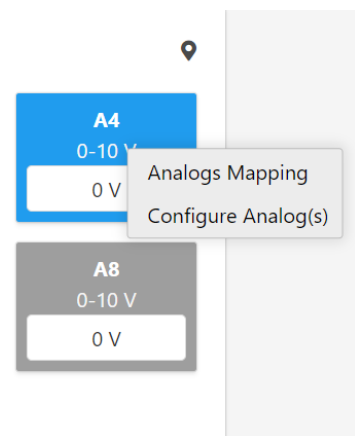 A4
0-10 V
0 V
Analogs Mapping
Configure Analog(s)
A8
0-10 V
0 V